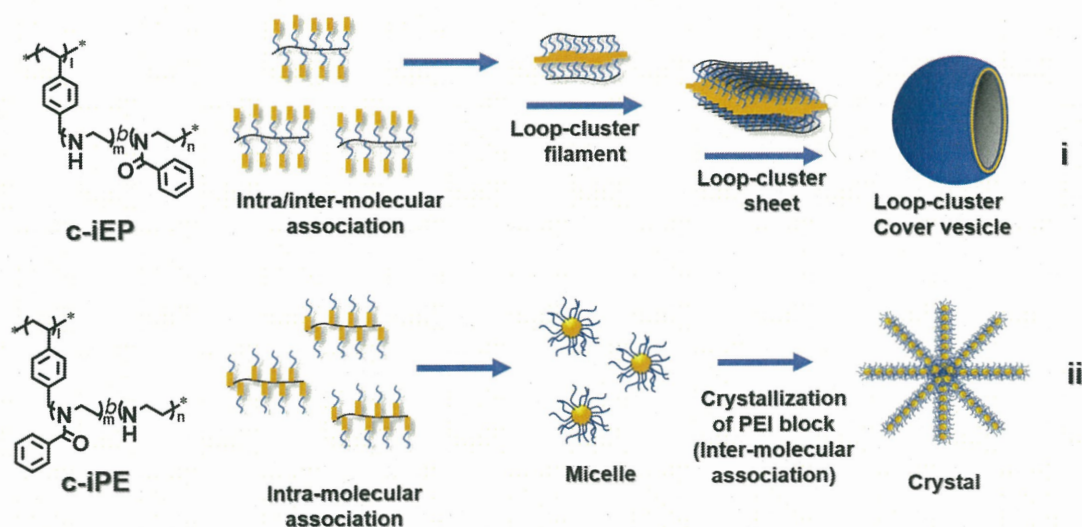 * * l
N H m b N n *
O
c-iEP
Intra/inter-molecular
association
Loop-cluster
filament
Loop-cluster
sheet
Loop-cluster
Cover vesicle
i
* * l
N m b N H n *
O
c-iPE
Intra-molecular
association
Micelle
Crystallization
of PEI block
(Inter-molecular
association)
Crystal
ii